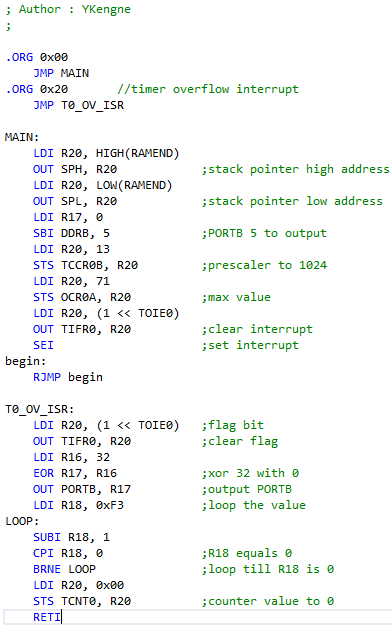 ; Author : YKengne
;
.ORG 0x00
JMP MAIN
.ORG 0x20 //timer overflow interrupt
JMP T0_OV_ISR
MAIN:
LDI R20, HIGH(RAMEND)
OUT SPH, R20 ;stack pointer high address
LDI R20, LOW(RAMEND)
OUT SPL, R20 ;stack pointer low address
LDI R17, 0
SBI DDRB, 5 ;PORTB 5 to output
LDI R20, 13
STS TCCR0B, R20 ;prescaler to 1024
LDI R20, 71
STS OCR0A, R20 ;max value
LDI R20, (1 << TOIE0)
OUT TIFR0, R20 ;clear interrupt
SEI ;set interrupt
begin:
RJMP begin
T0_OV_ISR:
LDI R20, (1 << TOIE0) ;flag bit
OUT TIFR0, R20 ;clear flag
LDI R16, 32
EOR R17, R16 ;xor 32 with 0
OUT PORTB, R17 ;output PORTB
LDI R18, 0xF3 ;loop the value
LOOP:
SUBI R18, 1
CPI R18, 0 ;R18 equals 0
BRNE LOOP ;loop till R18 is 0
LDI R20, 0x00
STS TCNT0, R20 ;counter value to 0
RETI